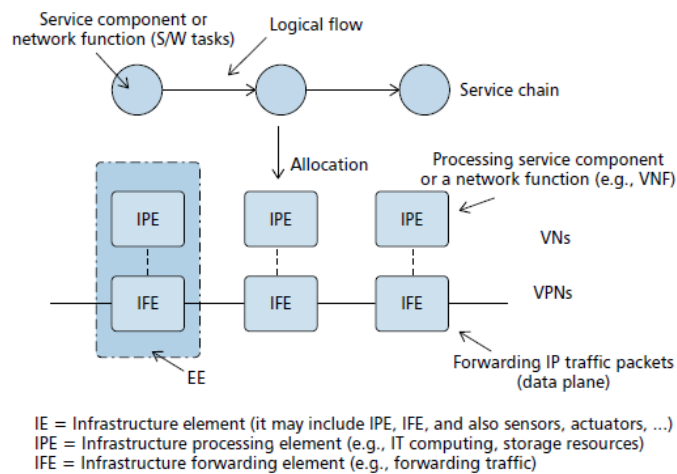 Service component or
network function (S/W tasks)
Logical flow
Service chain
Allocation
Processing service component
or a network function (e.g., VNF)
IPE
IPE
IPE
VNs
VPNs
IFE
IFE
IFE
EE
Forwarding IP traffic packets
(data plane)
IE = Infrastructure element (it may include IPE, IFE, and also sensors, actuators, ...)
IPE = Infrastructure processing element (e.g., IT computing, storage resources)
IFE = Infrastructure forwarding element (e.g., forwarding traffic)